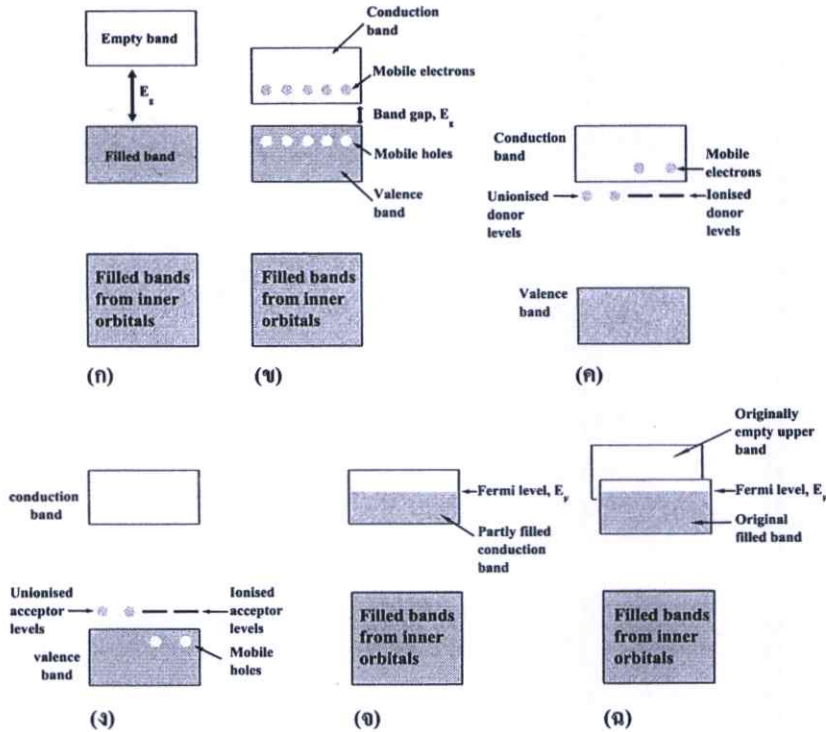 Empty band
E_g
Filled band
Filled bands
from inner
orbitals
(ก)
Conduction
band
Mobile electrons
Band gap, E_g
Mobile holes
Valence
band
Filled bands
from inner
orbitals
(ข)
Conduction
band
Mobile
electrons
Unionised
donor
levels
Ionised
donor
levels
Valence
band
(ค)
conduction
band
Unionised
acceptor
levels
Ionised
acceptor
levels
valence
band
Mobile
holes
(ง)
Fermi level, E_F
Partly filled
conduction
band
Filled bands
from inner
orbitals
(จ)
Originally
empty upper
band
Fermi level, E_F
Original
filled band
Filled bands
from inner
orbitals
(ฉ)